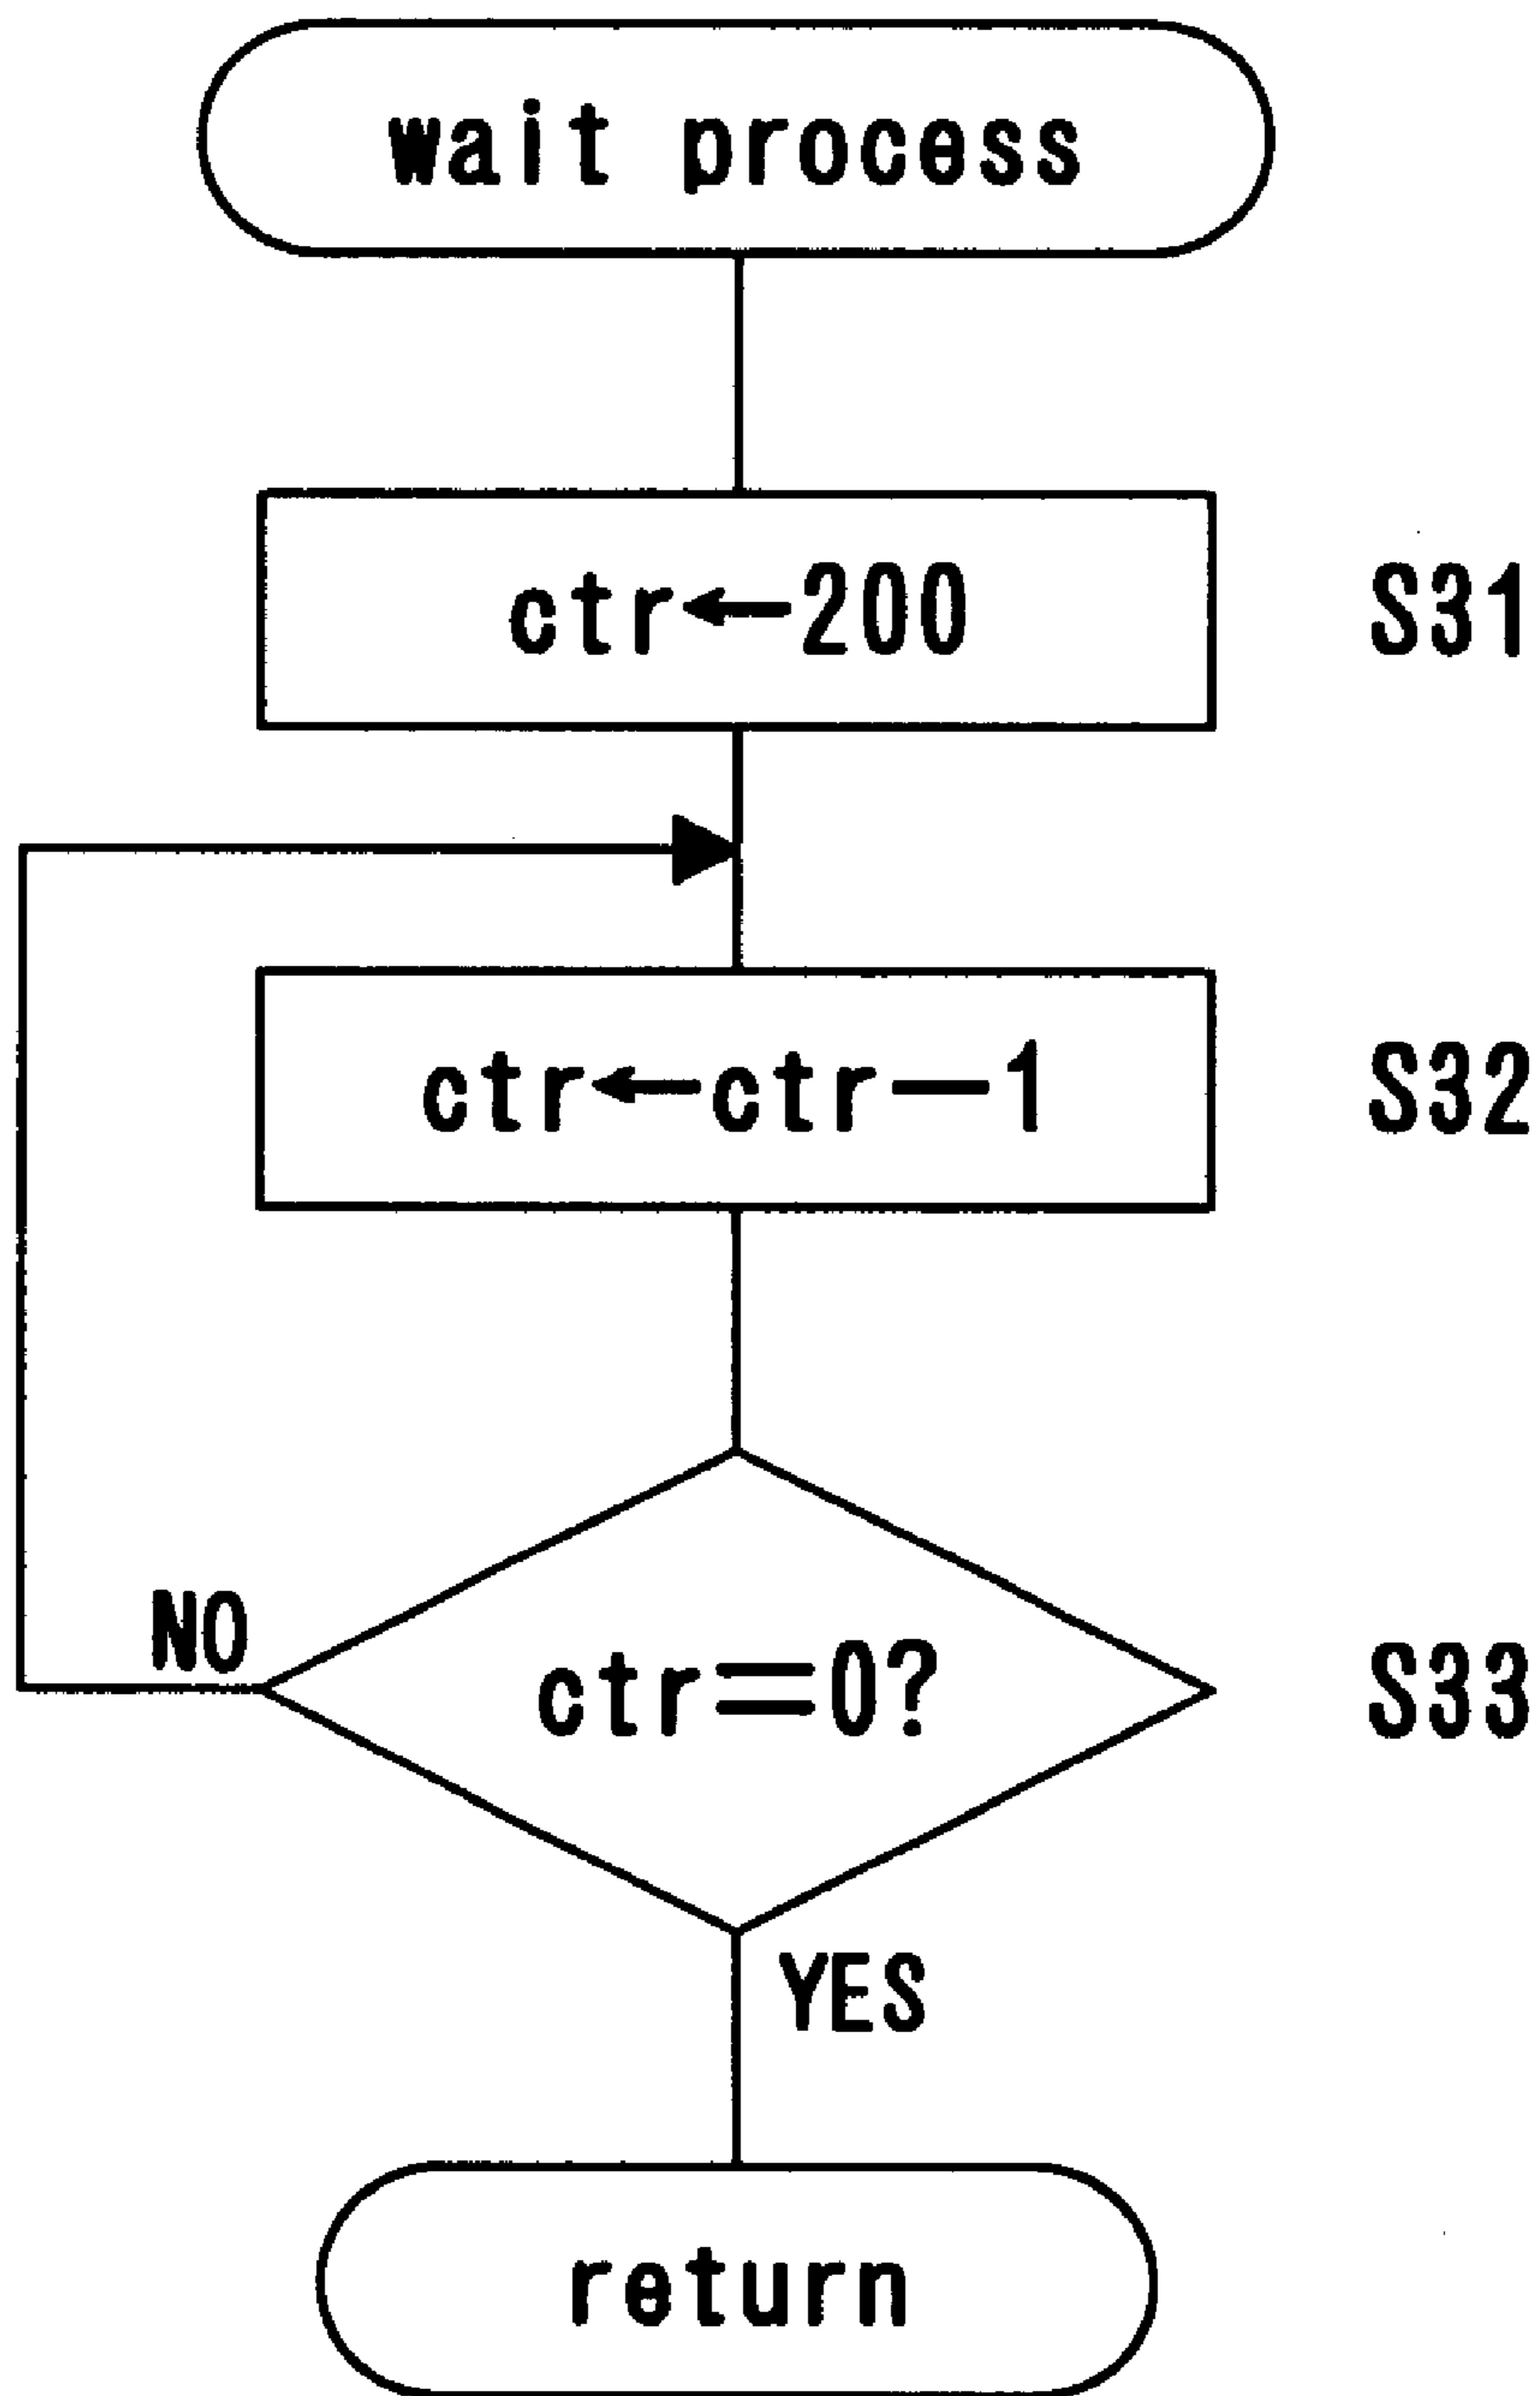 wait process
ctr←200 S31
ctr←ctr—1 S32
NO
ctr=0? S33
YES
return